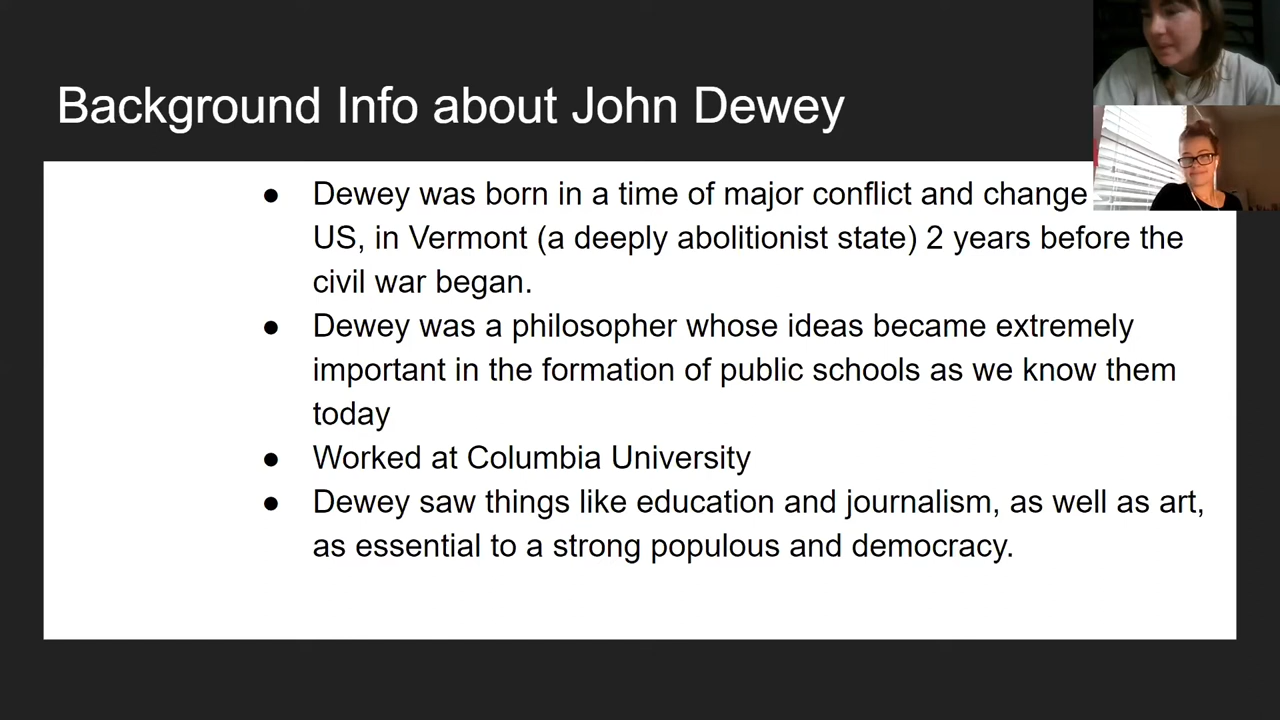 Background Info about John Dewey
● Dewey was born in a time of major conflict and change
US, in Vermont (a deeply abolitionist state) 2 years before the
civil war began.
● Dewey was a philosopher whose ideas became extremely
important in the formation of public schools as we know them
today
● Worked at Columbia University
● Dewey saw things like education and journalism, as well as art,
as essential to a strong populous and democracy.